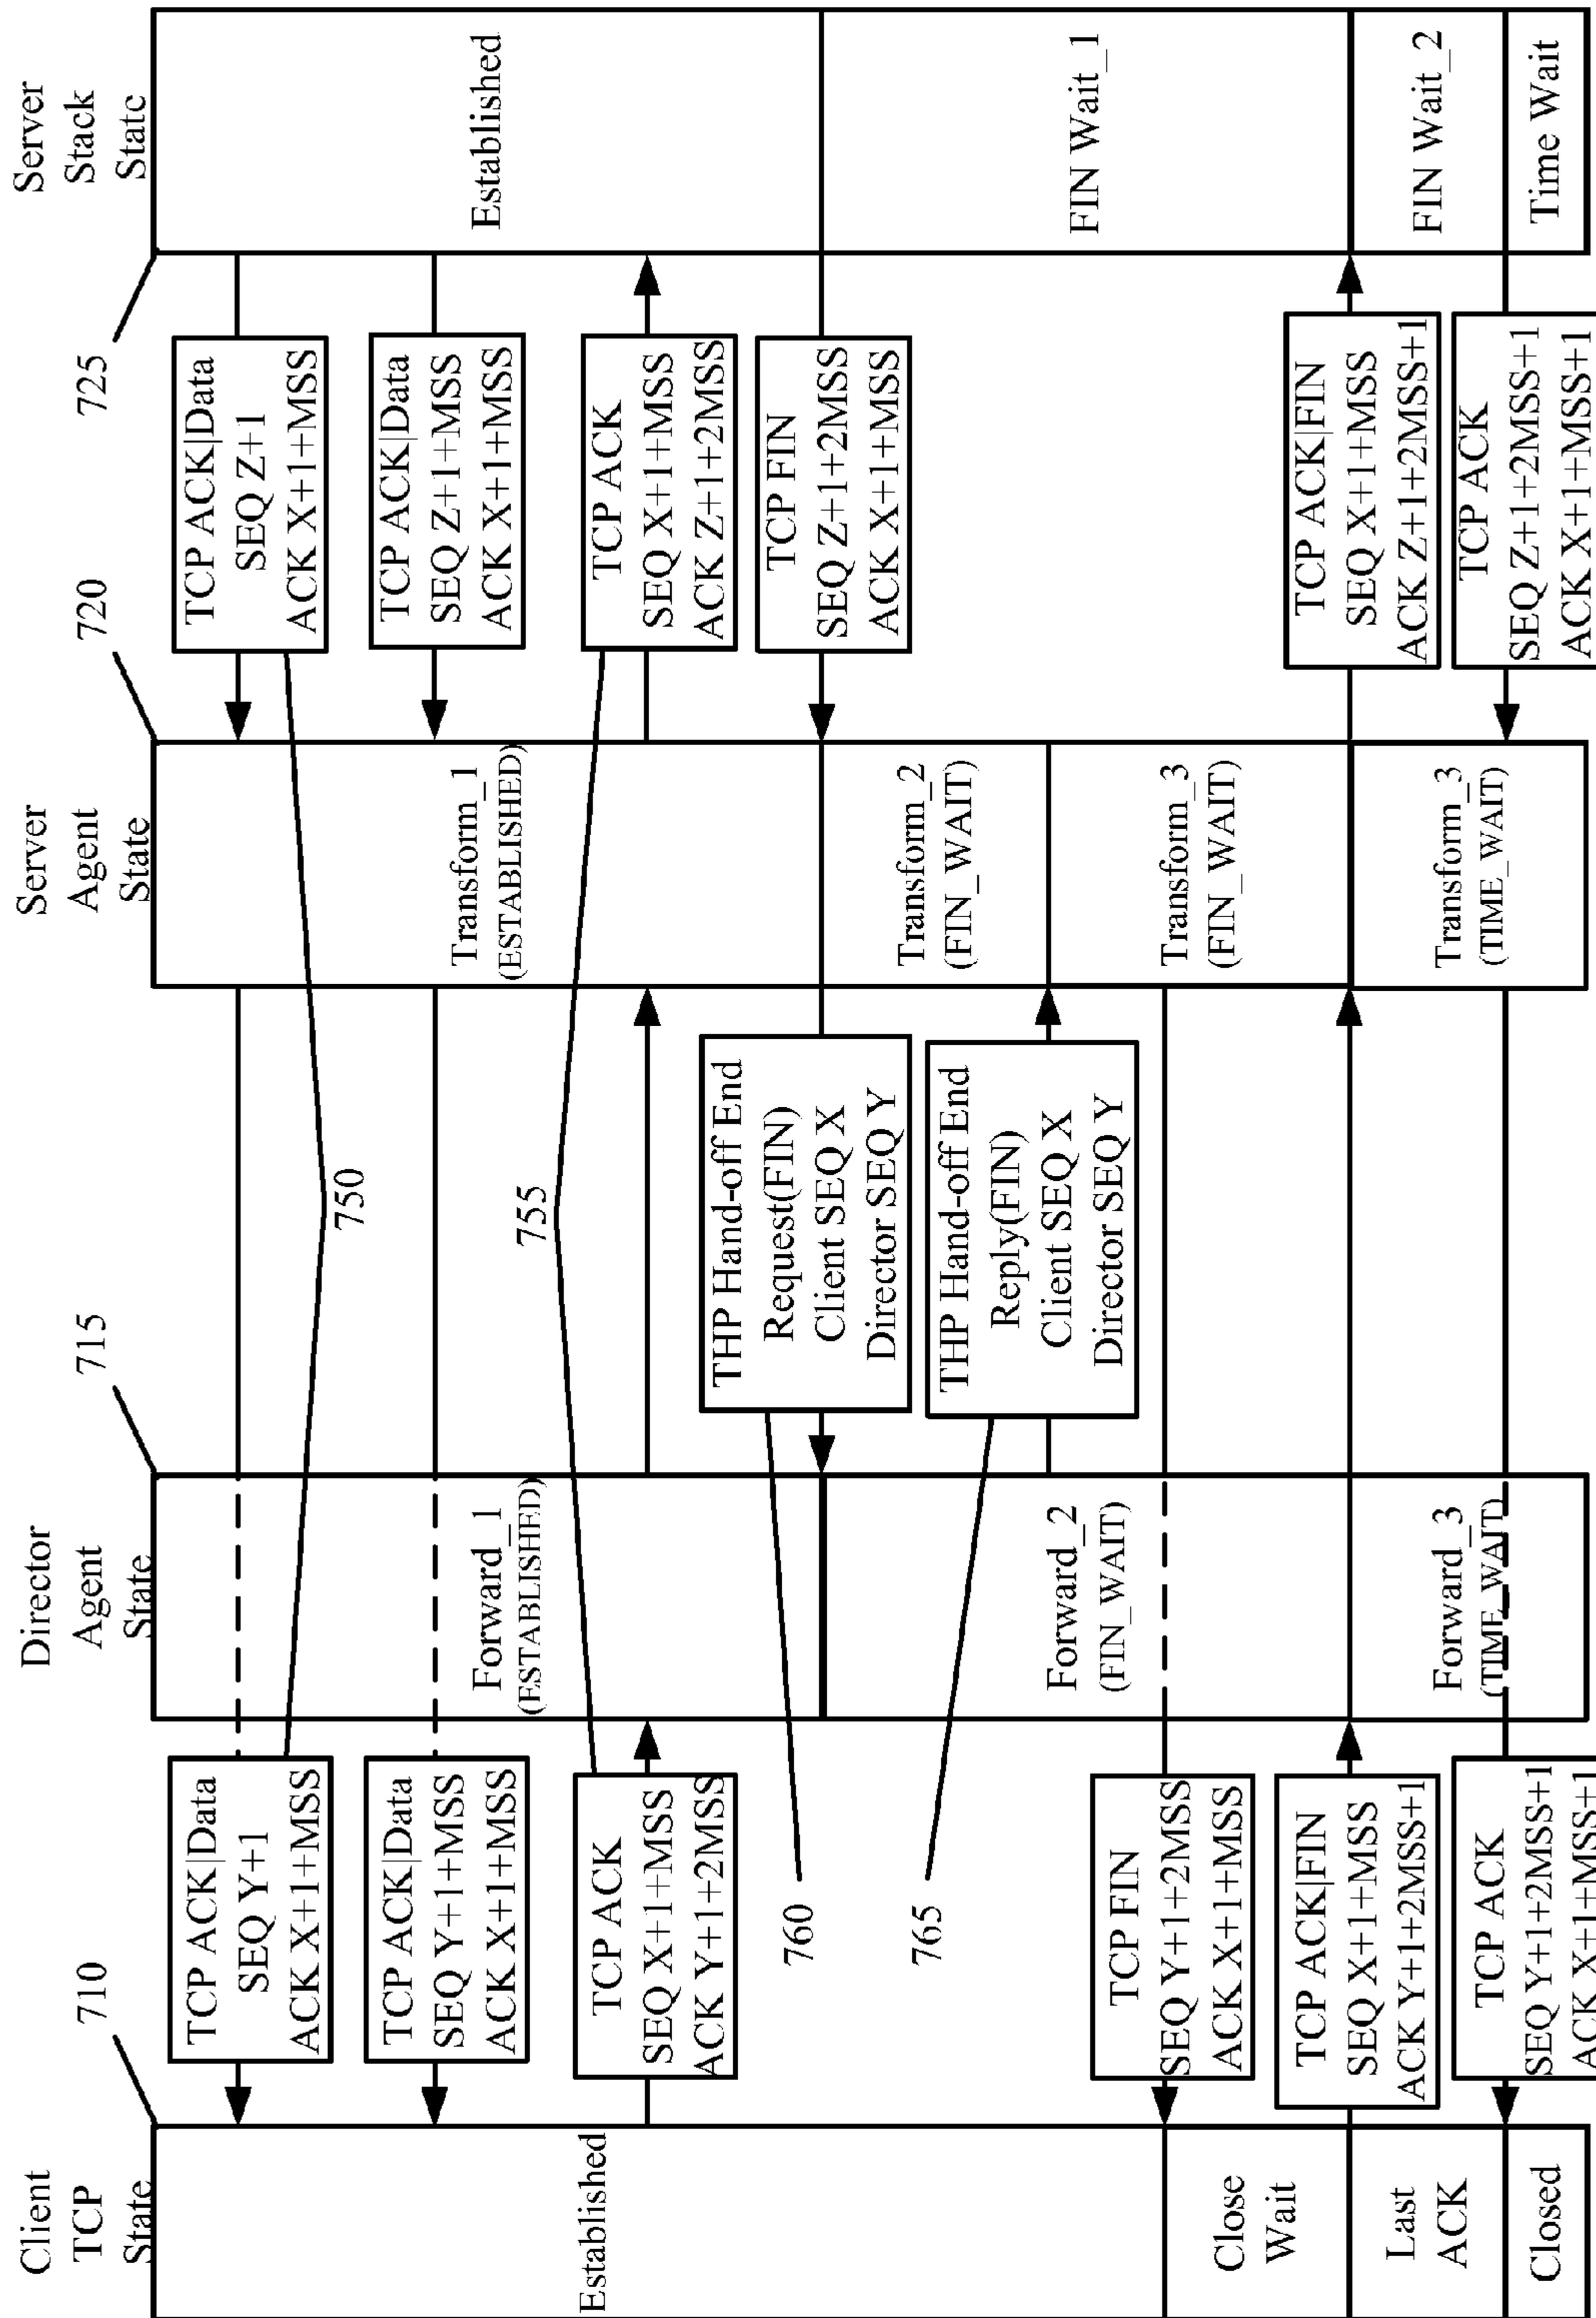 Client
TCP
State
710
Director
Agent
State
715
Server
Agent
State
720
Server
Stack
State
725
TCP ACK|Data
SEQ Y+1
ACK X+1+MSS
750
TCP ACK|Data
SEQ Z+1
ACK X+1+MSS
TCP ACK|Data
SEQ Y+1+MSS
ACK X+1+MSS
TCP ACK|Data
SEQ Z+1+MSS
ACK X+1+MSS
Established
Forward_1
(ESTABLISHED)
Transform_1
(ESTABLISHED)
Established
TCP ACK
SEQ X+1+MSS
ACK Y+1+2MSS
755
TCP ACK
SEQ X+1+MSS
ACK Z+1+2MSS
760
THP Hand-off End
Request(FIN)
Client SEQ X
Director SEQ Y
TCP FIN
SEQ Z+1+2MSS
ACK X+1+MSS
765
THP Hand-off End
Reply(FIN)
Client SEQ X
Director SEQ Y
Forward_2
(FIN_WAIT)
Transform_2
(FIN_WAIT)
FIN Wait_1
TCP FIN
SEQ Y+1+2MSS
ACK X+1+MSS
Transform_3
(FIN_WAIT)
Close
Wait
TCP ACK|FIN
SEQ X+1+MSS
ACK Y+1+2MSS+1
TCP ACK|FIN
SEQ X+1+MSS
ACK Z+1+2MSS+1
Last
ACK
Forward_3
(TIME_WAIT)
Transform_3
(TIME_WAIT)
FIN Wait_2
TCP ACK
SEQ Y+1+2MSS+1
ACK X+1+MSS+1
TCP ACK
SEQ Z+1+2MSS+1
ACK X+1+MSS+1
Closed
Time Wait